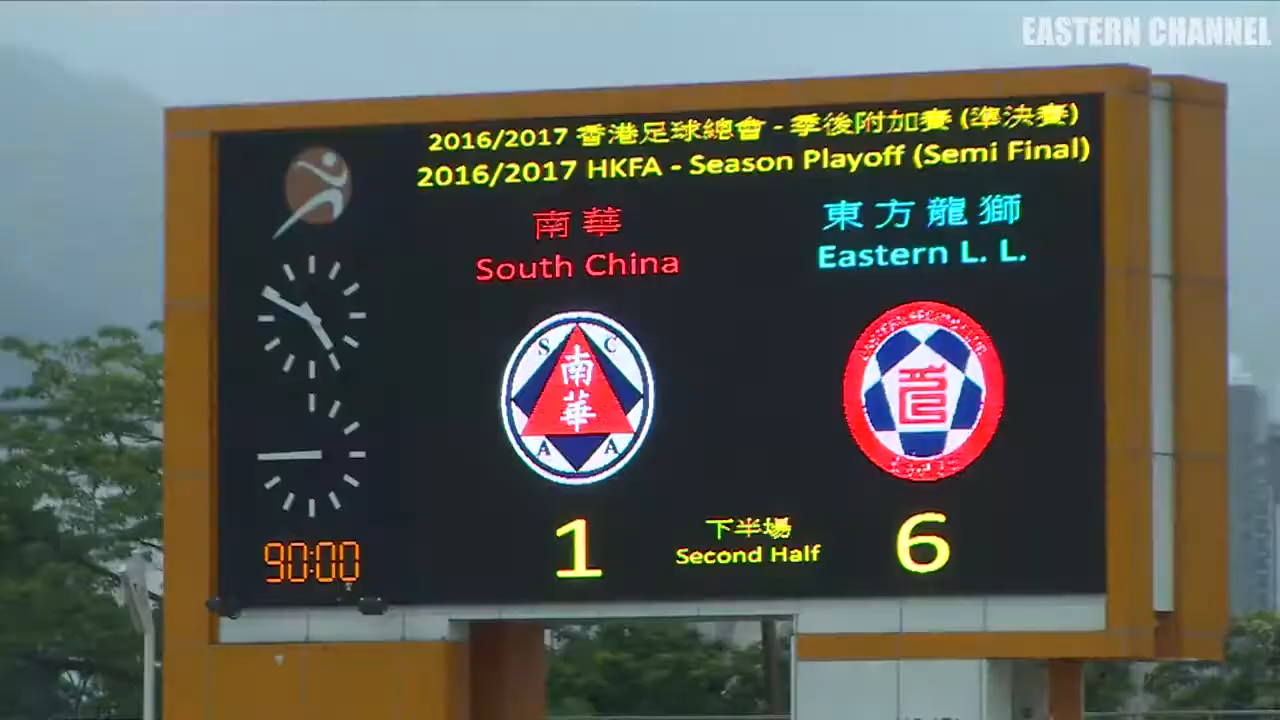 EASTERN CHANNEL
2016/2017 香港足球總會 - 季後附加賽 (準決賽)
2016/2017 HKFA - Season Playoff (Semi Final)
南華
South China
東方龍獅
Eastern L. L.
S C
南
華
A A
1
下半場
Second Half
6
90:00